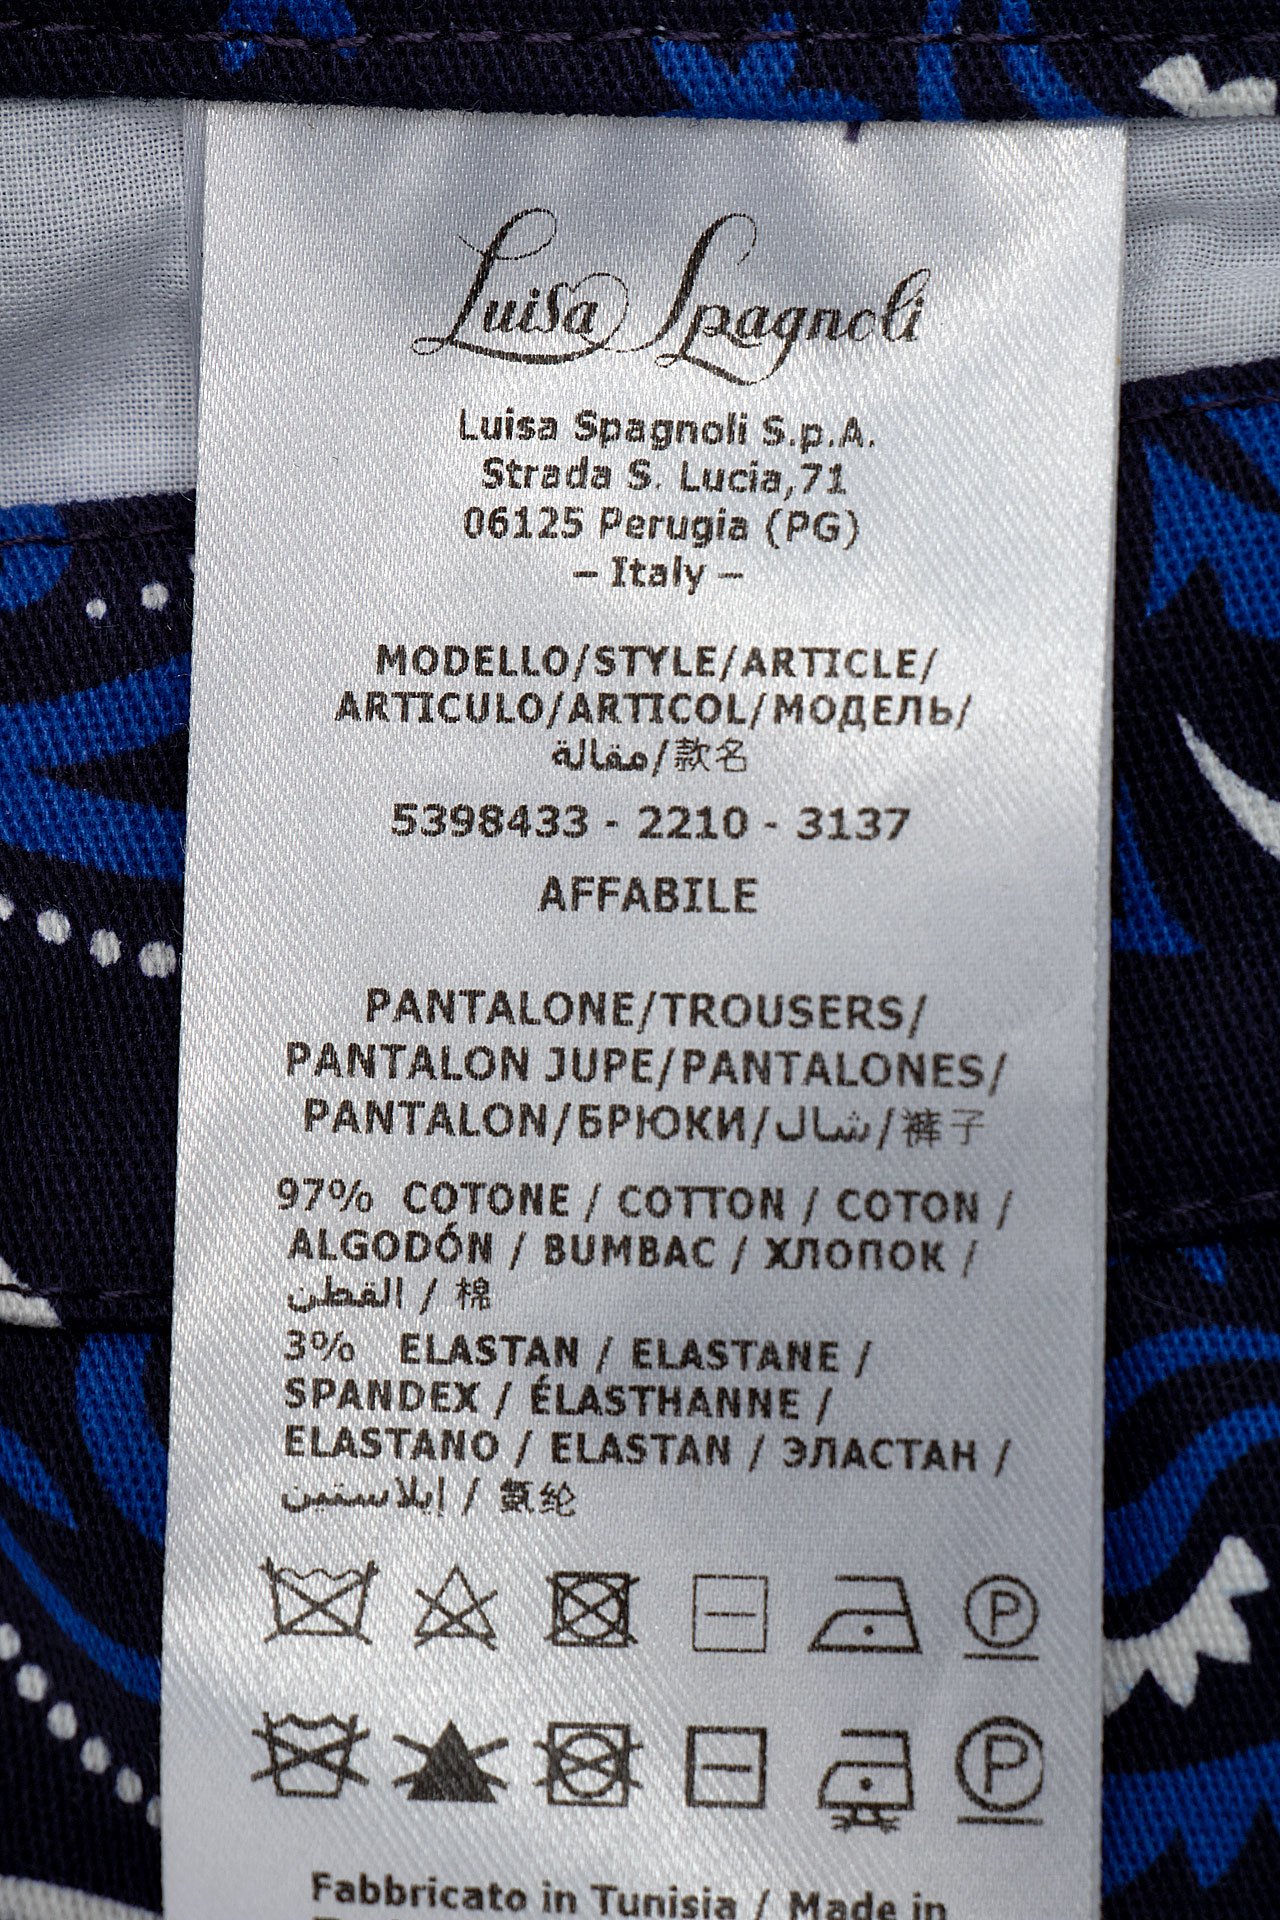 Luisa Spagnoli
Luisa Spagnoli S.p.A.
Strada S. Lucia,71
06125 Perugia (PG)
– Italy –
MODELLO/STYLE/ARTICLE/
ARTICULO/ARTICOL/МОДЕЛЬ/
مقالة/款名
5398433 - 2210 - 3137
AFFABILE
PANTALONE/TROUSERS/
PANTALON JUPE/PANTALONES/
PANTALON/БРЮКИ/شال/裤子
97% COTONE / COTTON / COTON /
ALGODÓN / BUMBAC / ХЛОПОК /
القطن / 棉
3% ELASTAN / ELASTANE /
SPANDEX / ÉLASTHANNE /
ELASTANO / ELASTAN / ЭЛАСТАН /
إيلاستين / 氨纶
P
P
Fabbricato in Tunisia / Made in